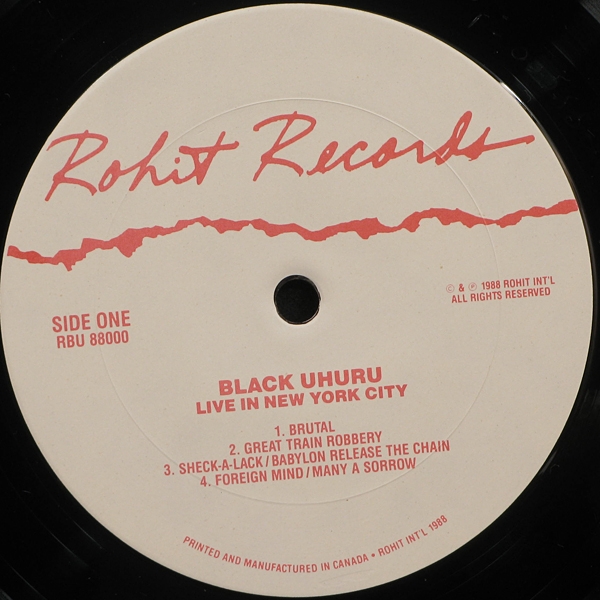 Rohit Records
SIDE ONE
RBU 88000
© & ℗ 1988 ROHIT INT'L
ALL RIGHTS RESERVED
BLACK UHURU
LIVE IN NEW YORK CITY
1. BRUTAL
2. GREAT TRAIN ROBBERY
3. SHECK-A-LACK / BABYLON RELEASE THE CHAIN
4. FOREIGN MIND / MANY A SORROW
PRINTED AND MANUFACTURED IN CANADA • ROHIT INT'L 1988